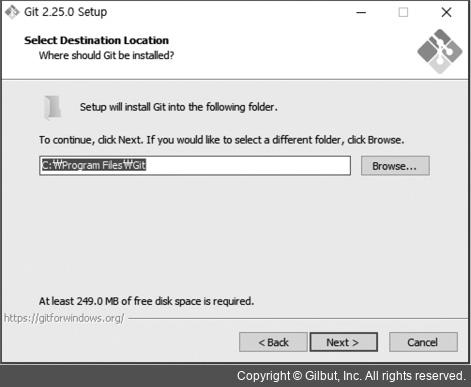 Git 2.25.0 Setup
Select Destination Location
Where should Git be installed?
Setup will install Git into the following folder.
To continue, click Next. If you would like to select a different folder, click Browse.
C:₩Program Files₩Git
Browse...
At least 249.0 MB of free disk space is required.
https://gitforwindows.org/
< Back
Next >
Cancel
Copyright © Gilbut, Inc. All rights reserved.